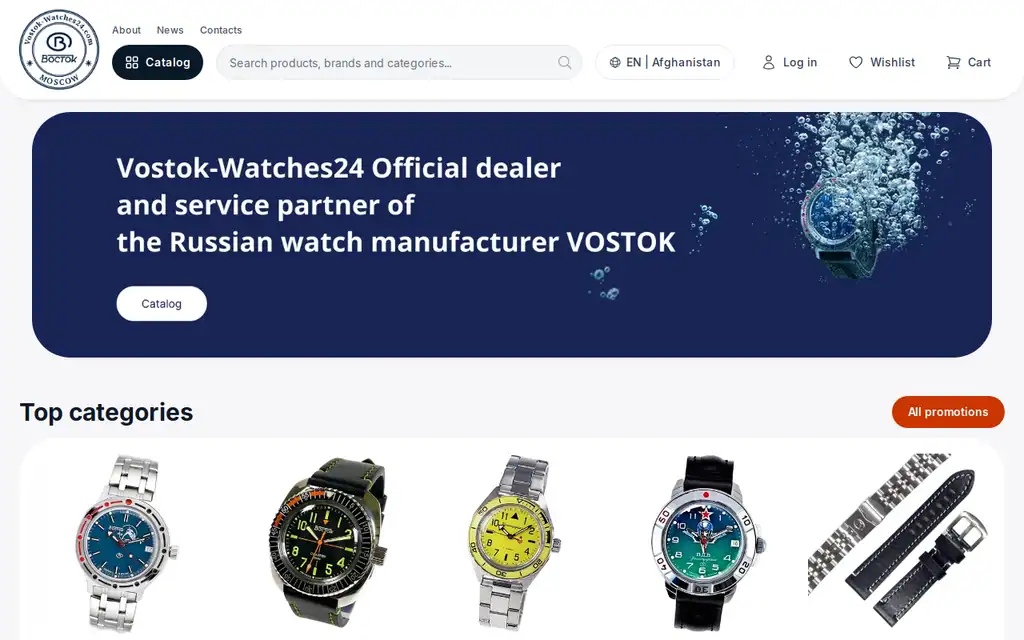 Vostok-Watches24.com
Восток
MOSCOW
About News Contacts
Catalog
Search products, brands and categories...
EN | Afghanistan
Log in
Wishlist
Cart
Vostok-Watches24 Official dealer
and service partner of
the Russian watch manufacturer VOSTOK
Catalog
Top categories
All promotions